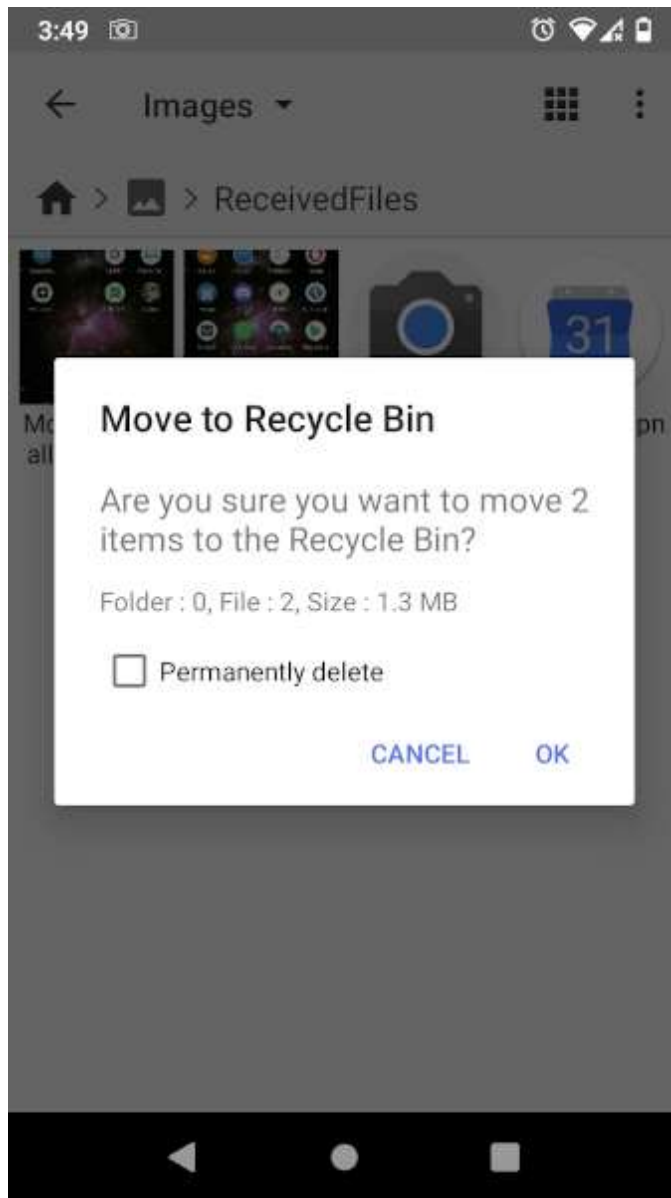 3:49
Images
> > ReceivedFiles
31
Move to Recycle Bin
Are you sure you want to move 2
items to the Recycle Bin?
Folder : 0, File : 2, Size : 1.3 MB
Permanently delete
CANCEL OK